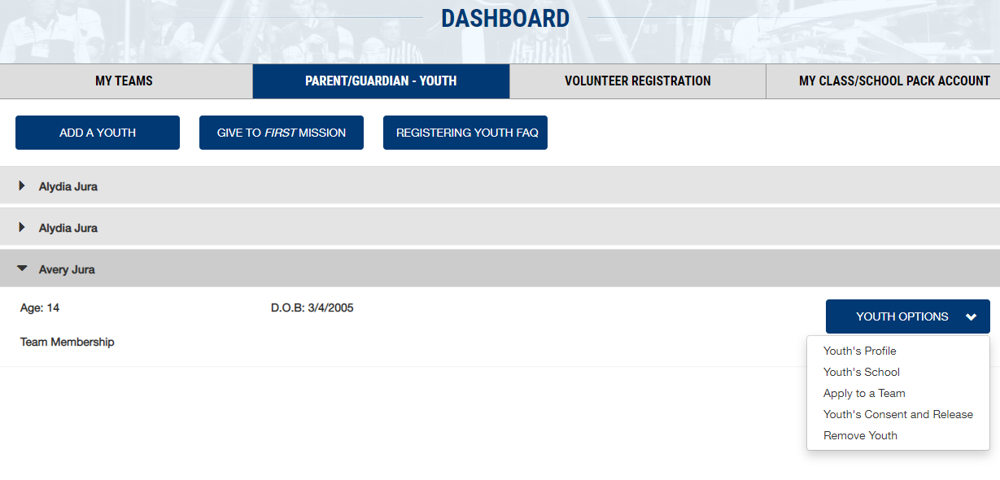 DASHBOARD
MY TEAMS
PARENT/GUARDIAN - YOUTH
VOLUNTEER REGISTRATION
MY CLASS/SCHOOL PACK ACCOUNT
ADD A YOUTH
GIVE TO FIRST MISSION
REGISTERING YOUTH FAQ
Alydia Jura
Alydia Jura
Avery Jura
Age: 14
D.O.B: 3/4/2005
YOUTH OPTIONS
Team Membership
Youth's Profile
Youth's School
Apply to a Team
Youth's Consent and Release
Remove Youth